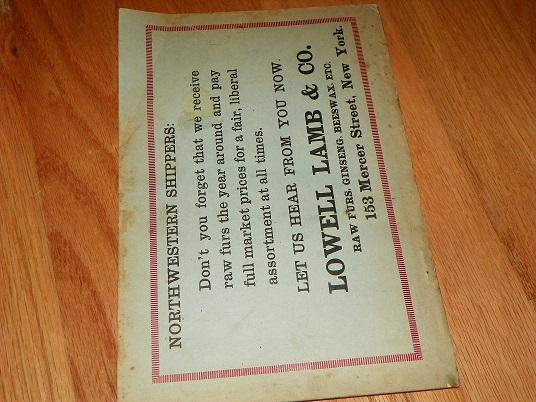 NORTHWESTERN SHIPPERS:
Don't you forget that we receive
raw furs the year around and pay
full market prices for a fair, liberal
assortment at all times.
LET US HEAR FROM YOU NOW.
LOWELL LAMB & CO.
RAW FURS, GINSENG, BEESWAX, ETC.
153 Mercer Street, New York.